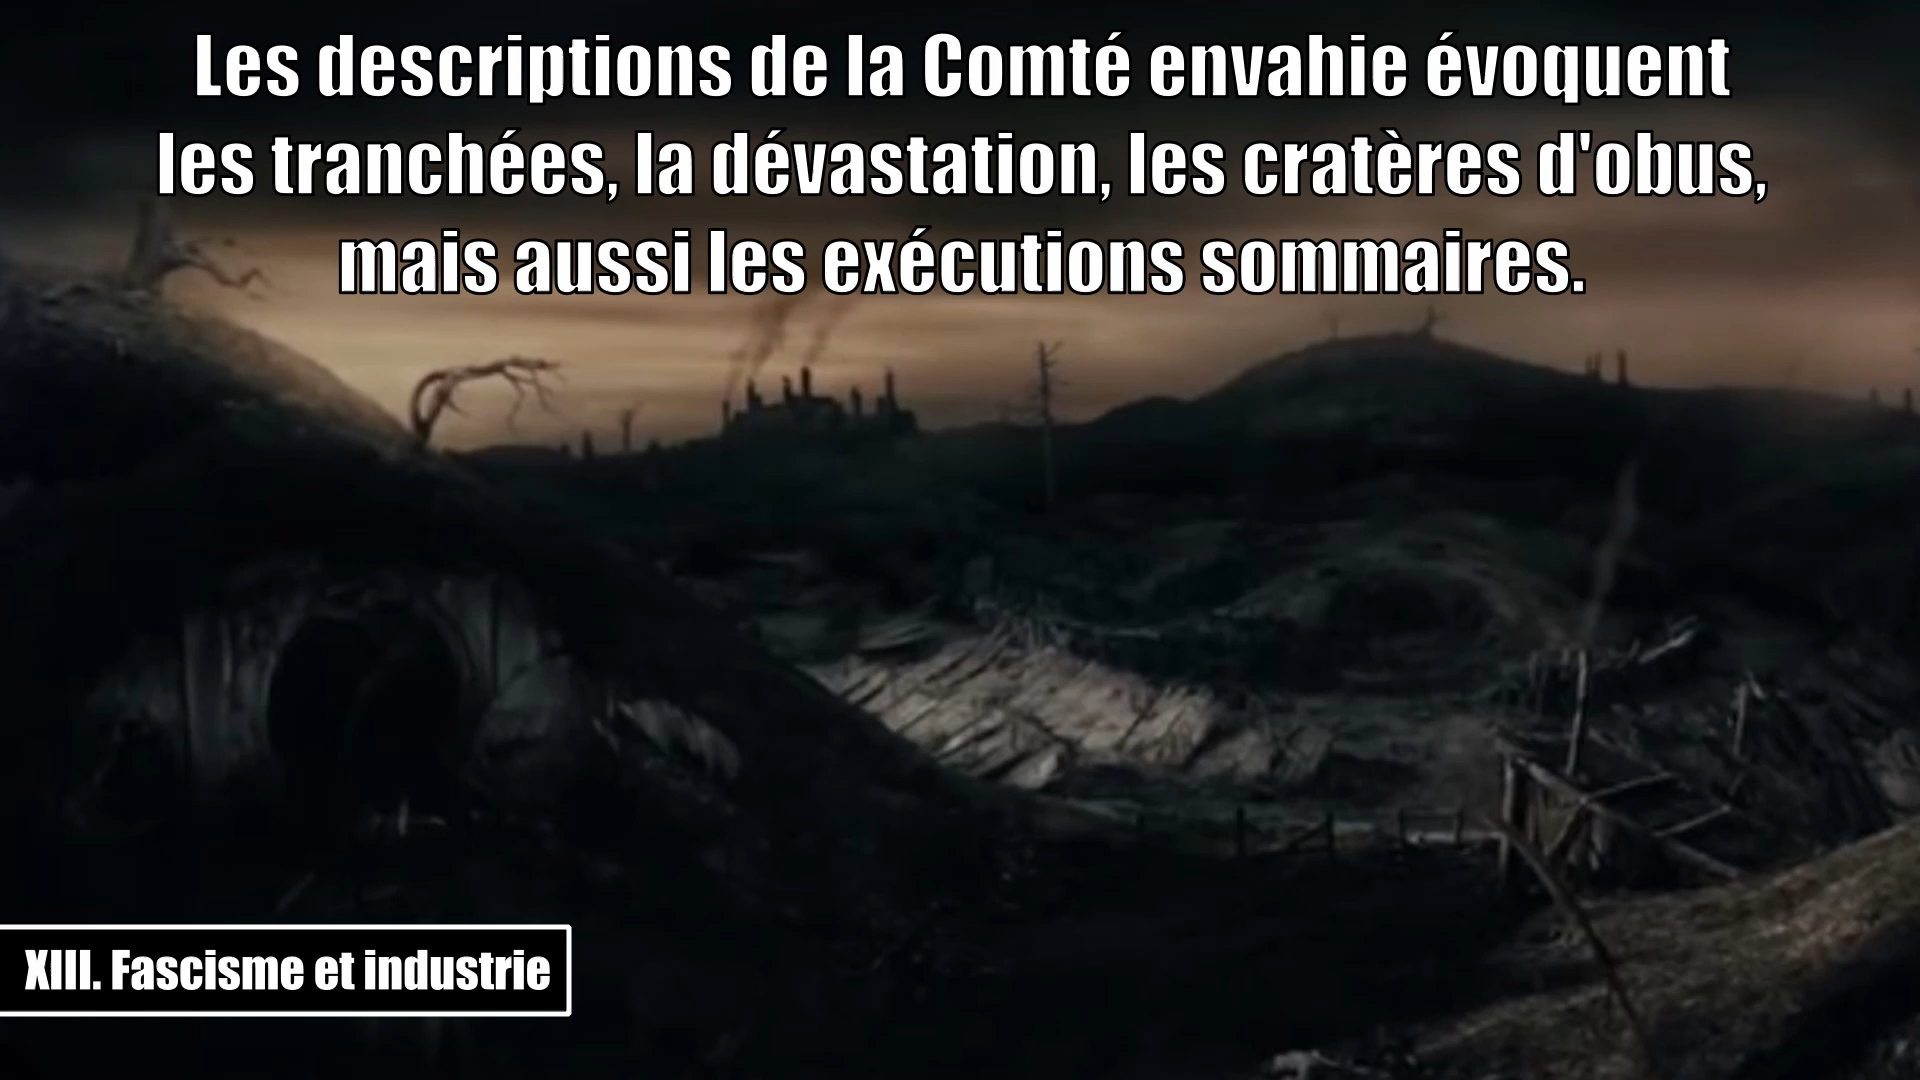 Les descriptions de la Comté envahie évoquent
les tranchées, la dévastation, les cratères d'obus,
mais aussi les exécutions sommaires.
XIII. Fascisme et industrie